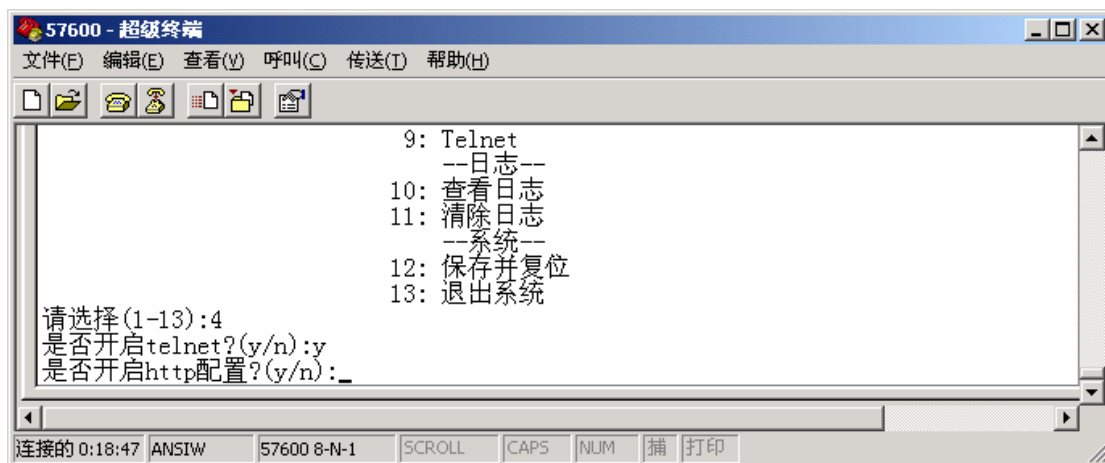 57600 - 超级终端
文件(F) 编辑(E) 查看(V) 呼叫(C) 传送(T) 帮助(H)
9: Telnet
--日志--
10: 查看日志
11: 清除日志
--系统--
12: 保存并复位
13: 退出系统
请选择(1-13):4
是否开启telnet?(y/n):y
是否开启http配置?(y/n):_
连接的 0:18:47 ANSIW 57600 8-N-1 SCROLL CAPS NUM 捕 打印